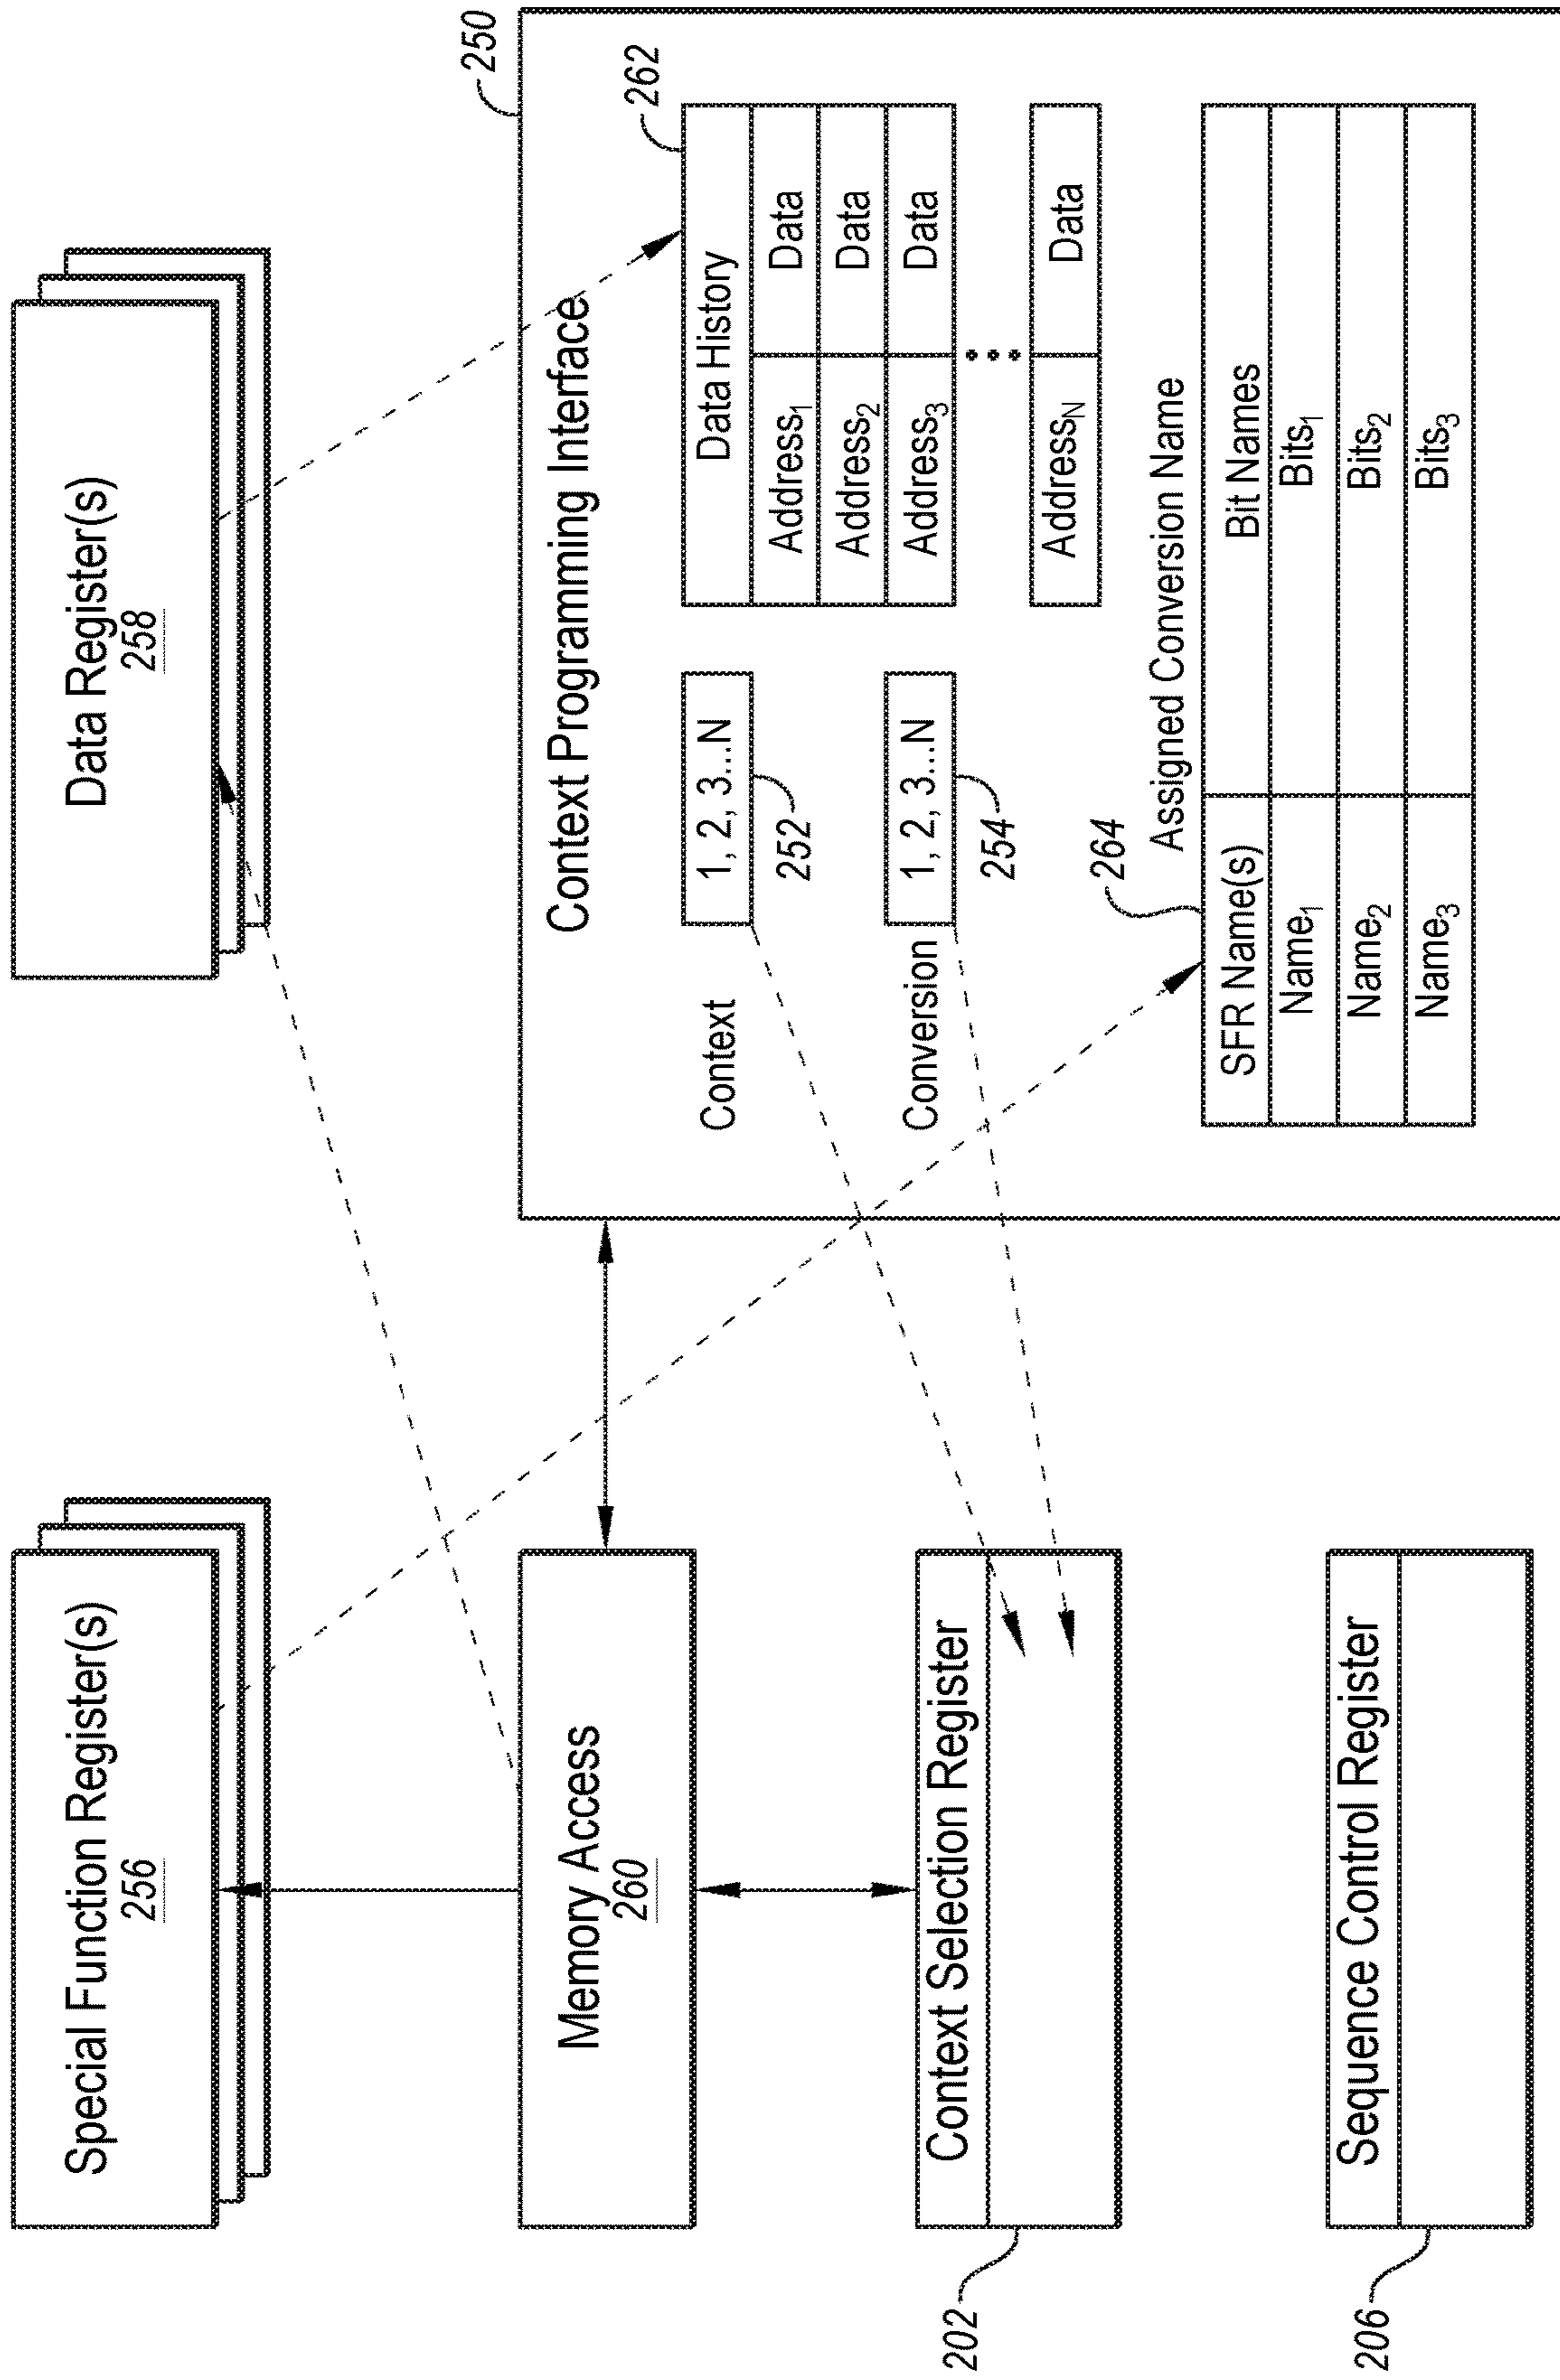 Special Function Register(s)
256
Data Register(s)
258
Memory Access
260
Context Selection Register
202
Sequence Control Register
206
250
Context Programming Interface
Context
1, 2, 3...N
252
Conversion
1, 2, 3...N
254
262
Data History
Address₁ Data
Address₂ Data
Address₃ Data
Address_N Data
264
Assigned Conversion Name
SFR Name(s) Bit Names
Name₁ Bits₁
Name₂ Bits₂
Name₃ Bits₃